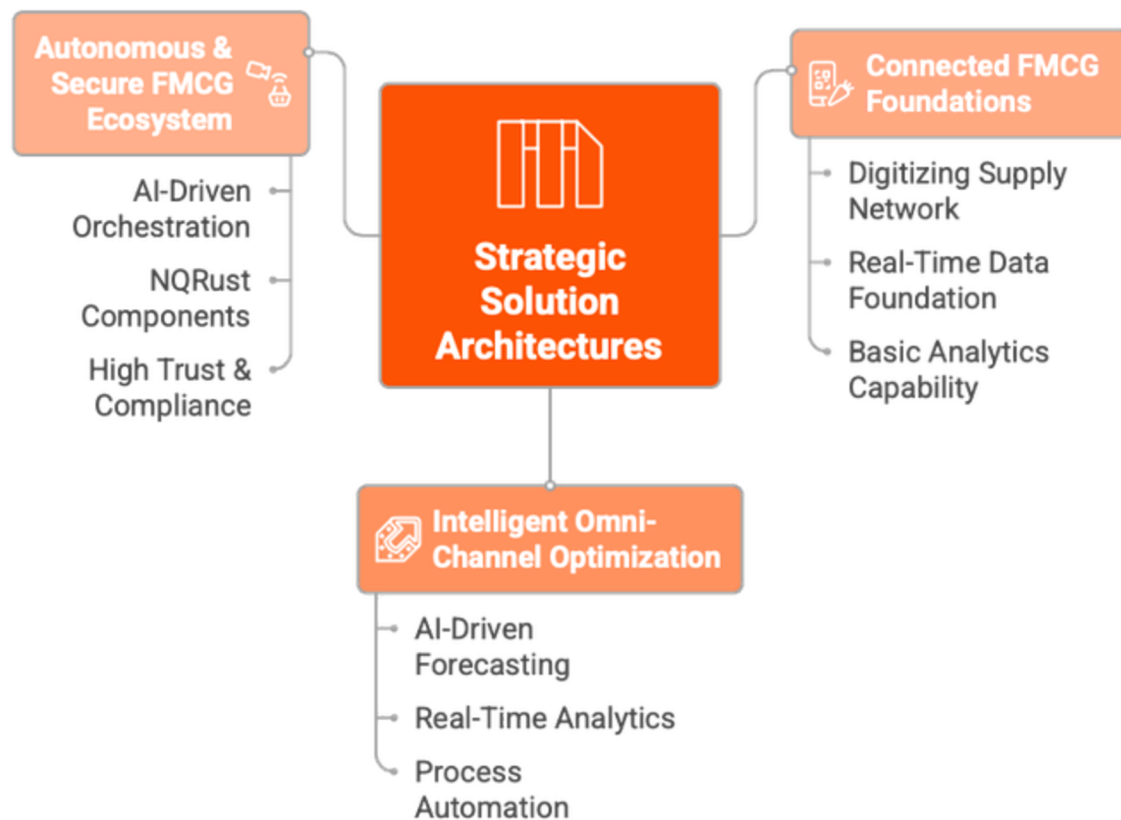 Autonomous &
Secure FMCG
Ecosystem
AI-Driven
Orchestration
NQRust
Components
High Trust &
Compliance
Strategic
Solution
Architectures
Connected FMCG
Foundations
Digitizing Supply
Network
Real-Time Data
Foundation
Basic Analytics
Capability
Intelligent Omni-
Channel Optimization
AI-Driven
Forecasting
Real-Time Analytics
Process
Automation